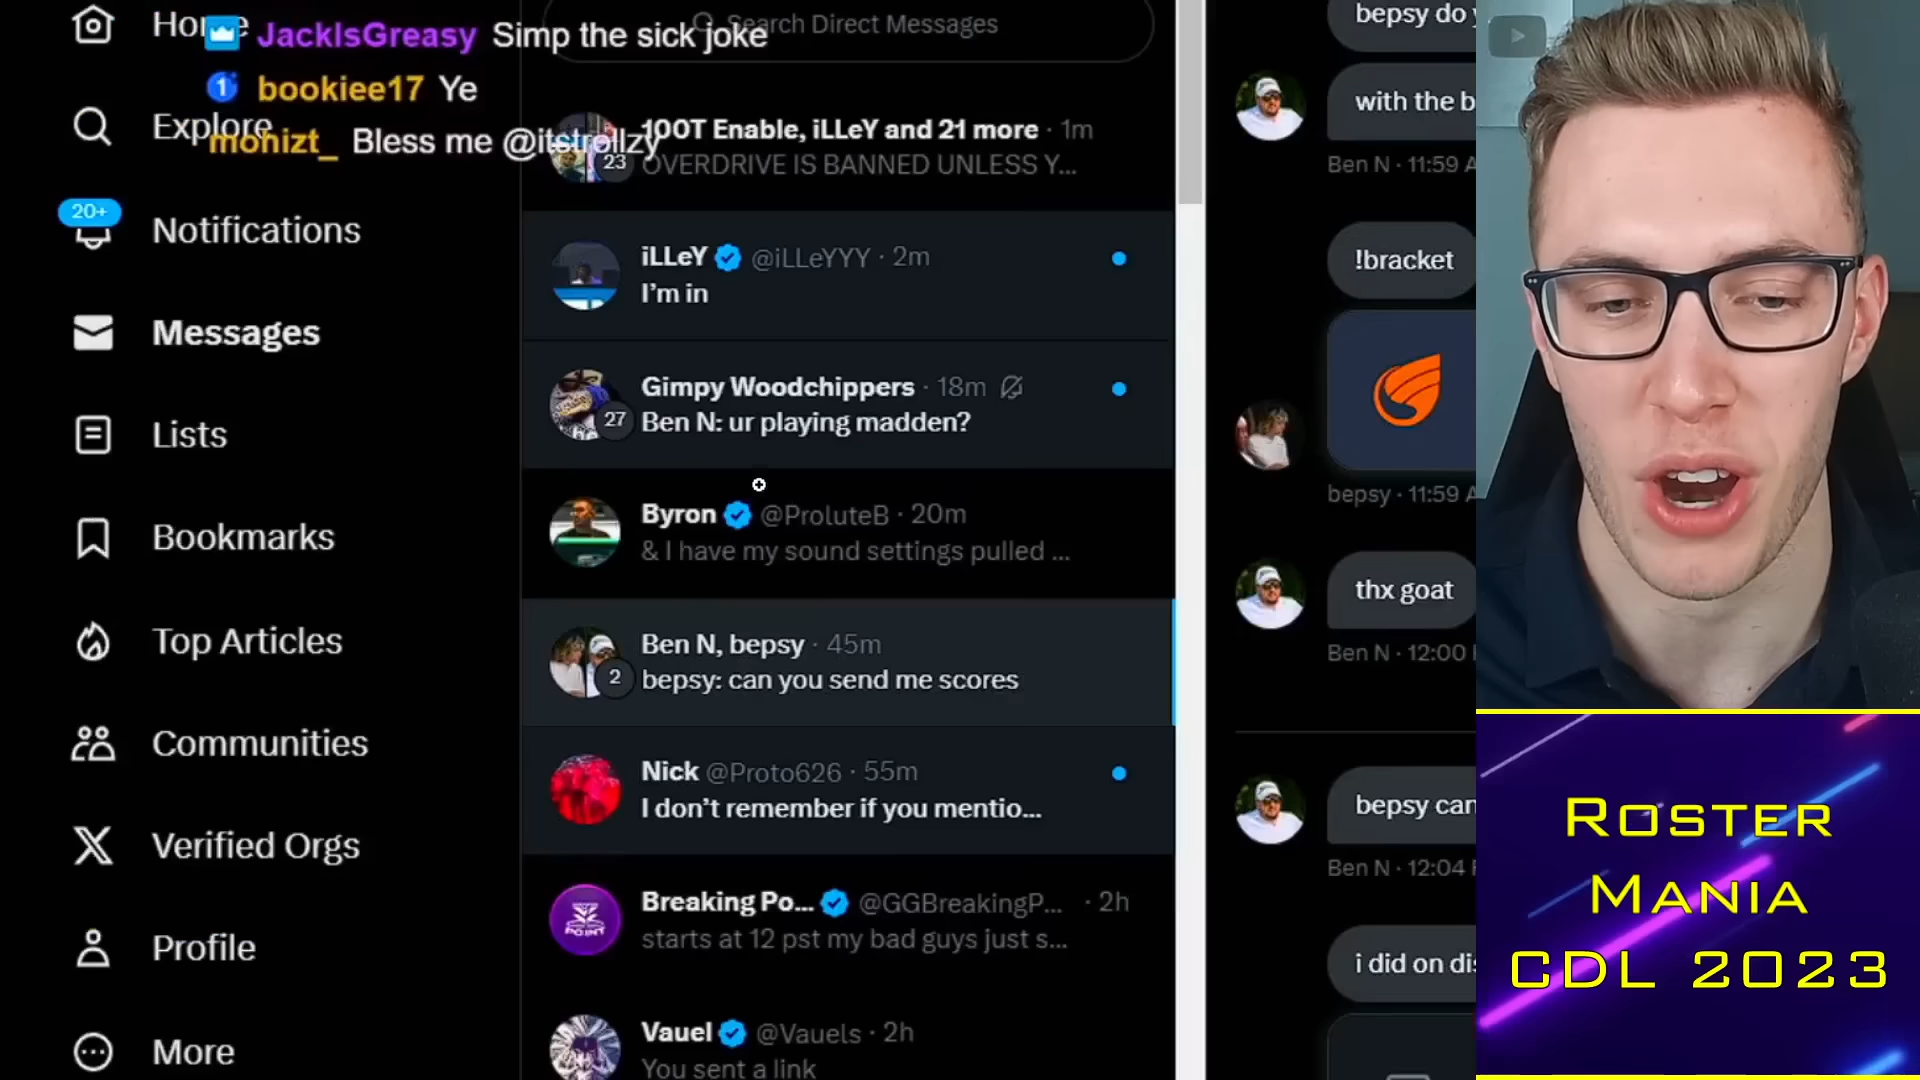 Home
JackIsGreasy Simp the sick joke
bookiee17 Ye
Explore
mohizt_ Bless me @itstrollzy
20+
Notifications
Messages
Lists
Bookmarks
Top Articles
Communities
Verified Orgs
Profile
More
Search Direct Messages
100T Enable, iLLeY and 21 more · 1m
23
OVERDRIVE IS BANNED UNLESS Y...
iLLeY @iLLeYYY · 2m
I'm in
Gimpy Woodchippers · 18m
27
Ben N: ur playing madden?
Byron @ProluteB · 20m
& I have my sound settings pulled ...
Ben N, bepsy · 45m
2
bepsy: can you send me scores
Nick @Proto626 · 55m
I don't remember if you mentio...
Breaking Po... @GGBreakingP... · 2h
POINT
starts at 12 pst my bad guys just s...
Vauel @Vauels · 2h
You sent a link
bepsy do
with the b
Ben N · 11:59 A
!bracket
bepsy · 11:59 A
thx goat
Ben N · 12:00
bepsy can
Ben N · 12:04
i did on dis
ROSTER
MANIA
CDL 2023